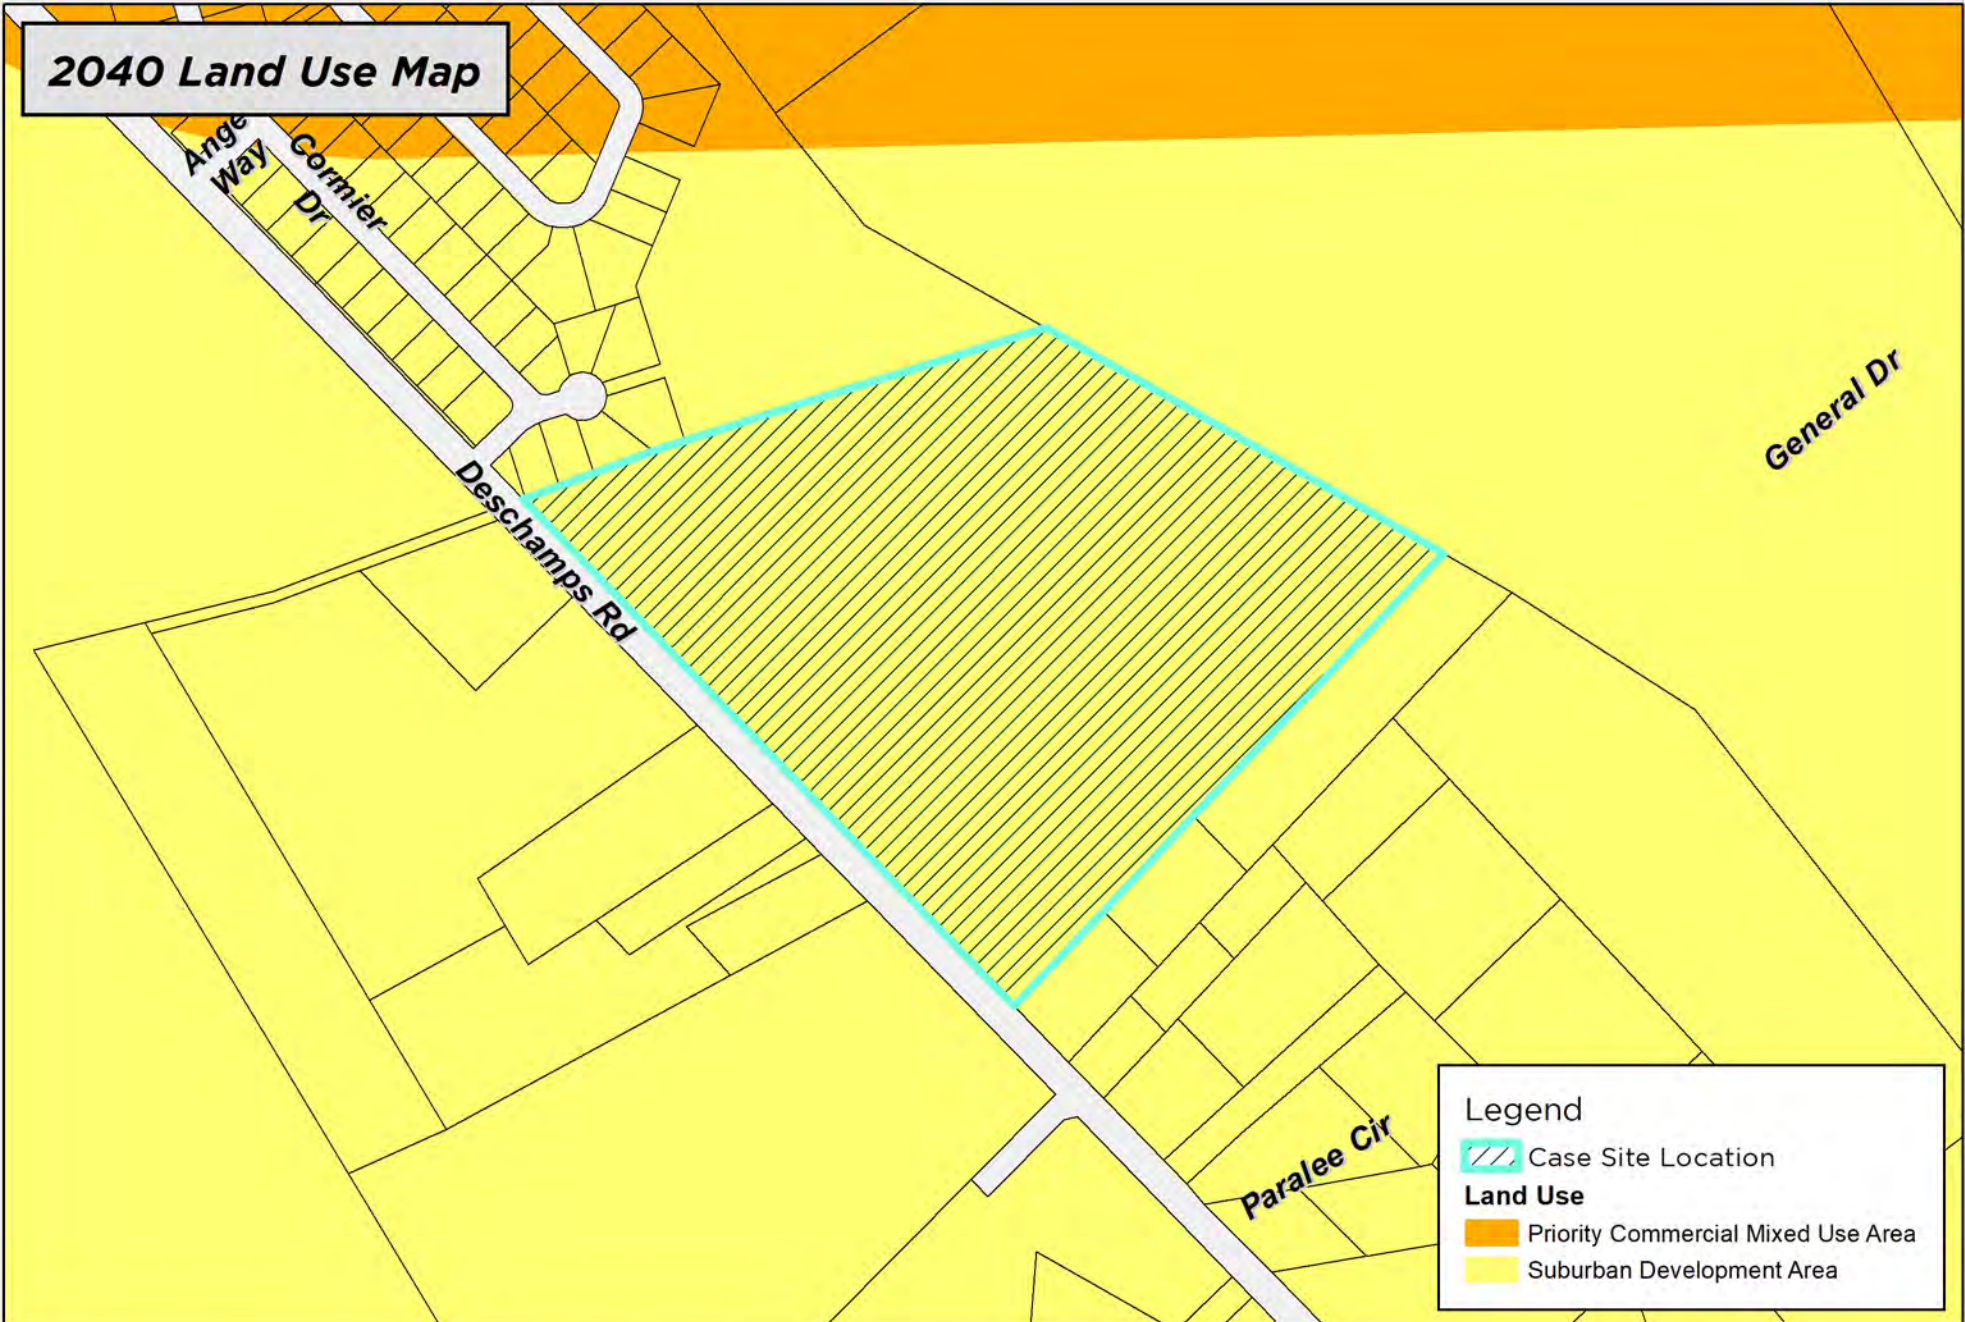 2040 Land Use Map
Ange
Way
Cormier
Dr
General Dr
Deschamps Rd
Paralee Cir
Legend
Case Site Location
Land Use
Priority Commercial Mixed Use Area
Suburban Development Area